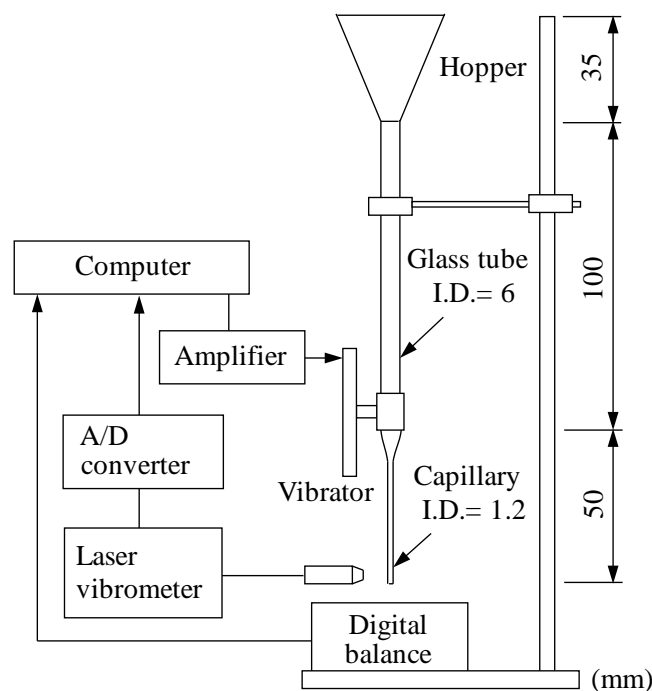 Hopper
35
Glass tube
I.D.= 6
100
Computer
Amplifier
A/D
converter
Vibrator
Capillary
I.D.= 1.2
50
Laser
vibrometer
Digital
balance
(mm)